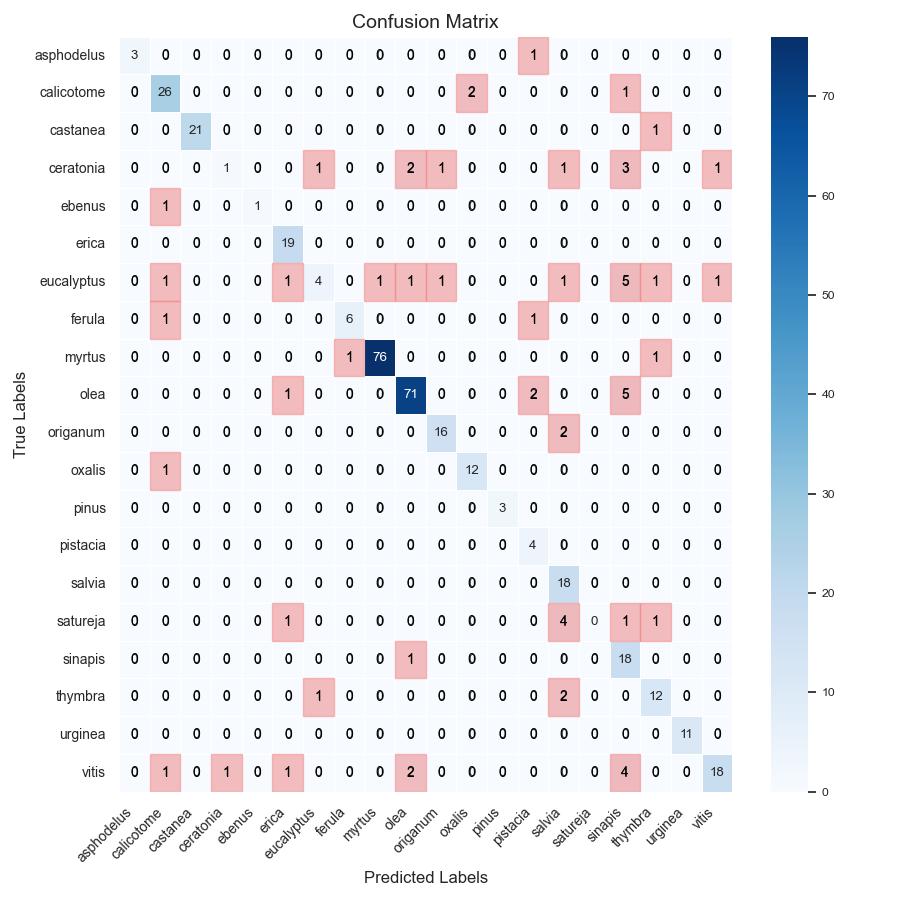 Confusion Matrix
asphodelus 3 0 0 0 0 0 0 0 0 0 0 0 0 1 0 0 0 0 0 0
calicotome 0 26 0 0 0 0 0 0 0 0 0 2 0 0 0 0 1 0 0 0
castanea 0 0 21 0 0 0 0 0 0 0 0 0 0 0 0 0 0 1 0 0
ceratonia 0 0 0 1 0 0 1 0 0 2 1 0 0 0 1 0 3 0 0 1
ebenus 0 1 0 0 1 0 0 0 0 0 0 0 0 0 0 0 0 0 0 0
erica 0 0 0 0 0 19 0 0 0 0 0 0 0 0 0 0 0 0 0 0
eucalyptus 0 1 0 0 0 1 4 0 1 1 1 0 0 0 1 0 5 1 0 1
ferula 0 1 0 0 0 0 0 6 0 0 0 0 0 1 0 0 0 0 0 0
myrtus 0 0 0 0 0 0 0 1 76 0 0 0 0 0 0 0 0 1 0 0
olea 0 0 0 0 0 1 0 0 0 71 0 0 0 2 0 0 5 0 0 0
origanum 0 0 0 0 0 0 0 0 0 0 16 0 0 0 2 0 0 0 0 0
oxalis 0 1 0 0 0 0 0 0 0 0 0 12 0 0 0 0 0 0 0 0
pinus 0 0 0 0 0 0 0 0 0 0 0 0 3 0 0 0 0 0 0 0
pistacia 0 0 0 0 0 0 0 0 0 0 0 0 0 4 0 0 0 0 0 0
salvia 0 0 0 0 0 0 0 0 0 0 0 0 0 0 18 0 0 0 0 0
satureja 0 0 0 0 0 1 0 0 0 0 0 0 0 0 4 0 1 1 0 0
sinapis 0 0 0 0 0 0 0 0 0 1 0 0 0 0 0 0 18 0 0 0
thymbra 0 0 0 0 0 0 1 0 0 0 0 0 0 0 2 0 0 12 0 0
urginea 0 0 0 0 0 0 0 0 0 0 0 0 0 0 0 0 0 0 11 0
vitis 0 1 0 1 0 1 0 0 0 2 0 0 0 0 0 0 4 0 0 18
asphodelus calicotome castanea ceratonia ebenus erica eucalyptus ferula myrtus olea origanum oxalis pinus pistacia salvia satureja sinapis thymbra urginea vitis
Predicted Labels
True Labels
70
60
50
40
30
20
10
0